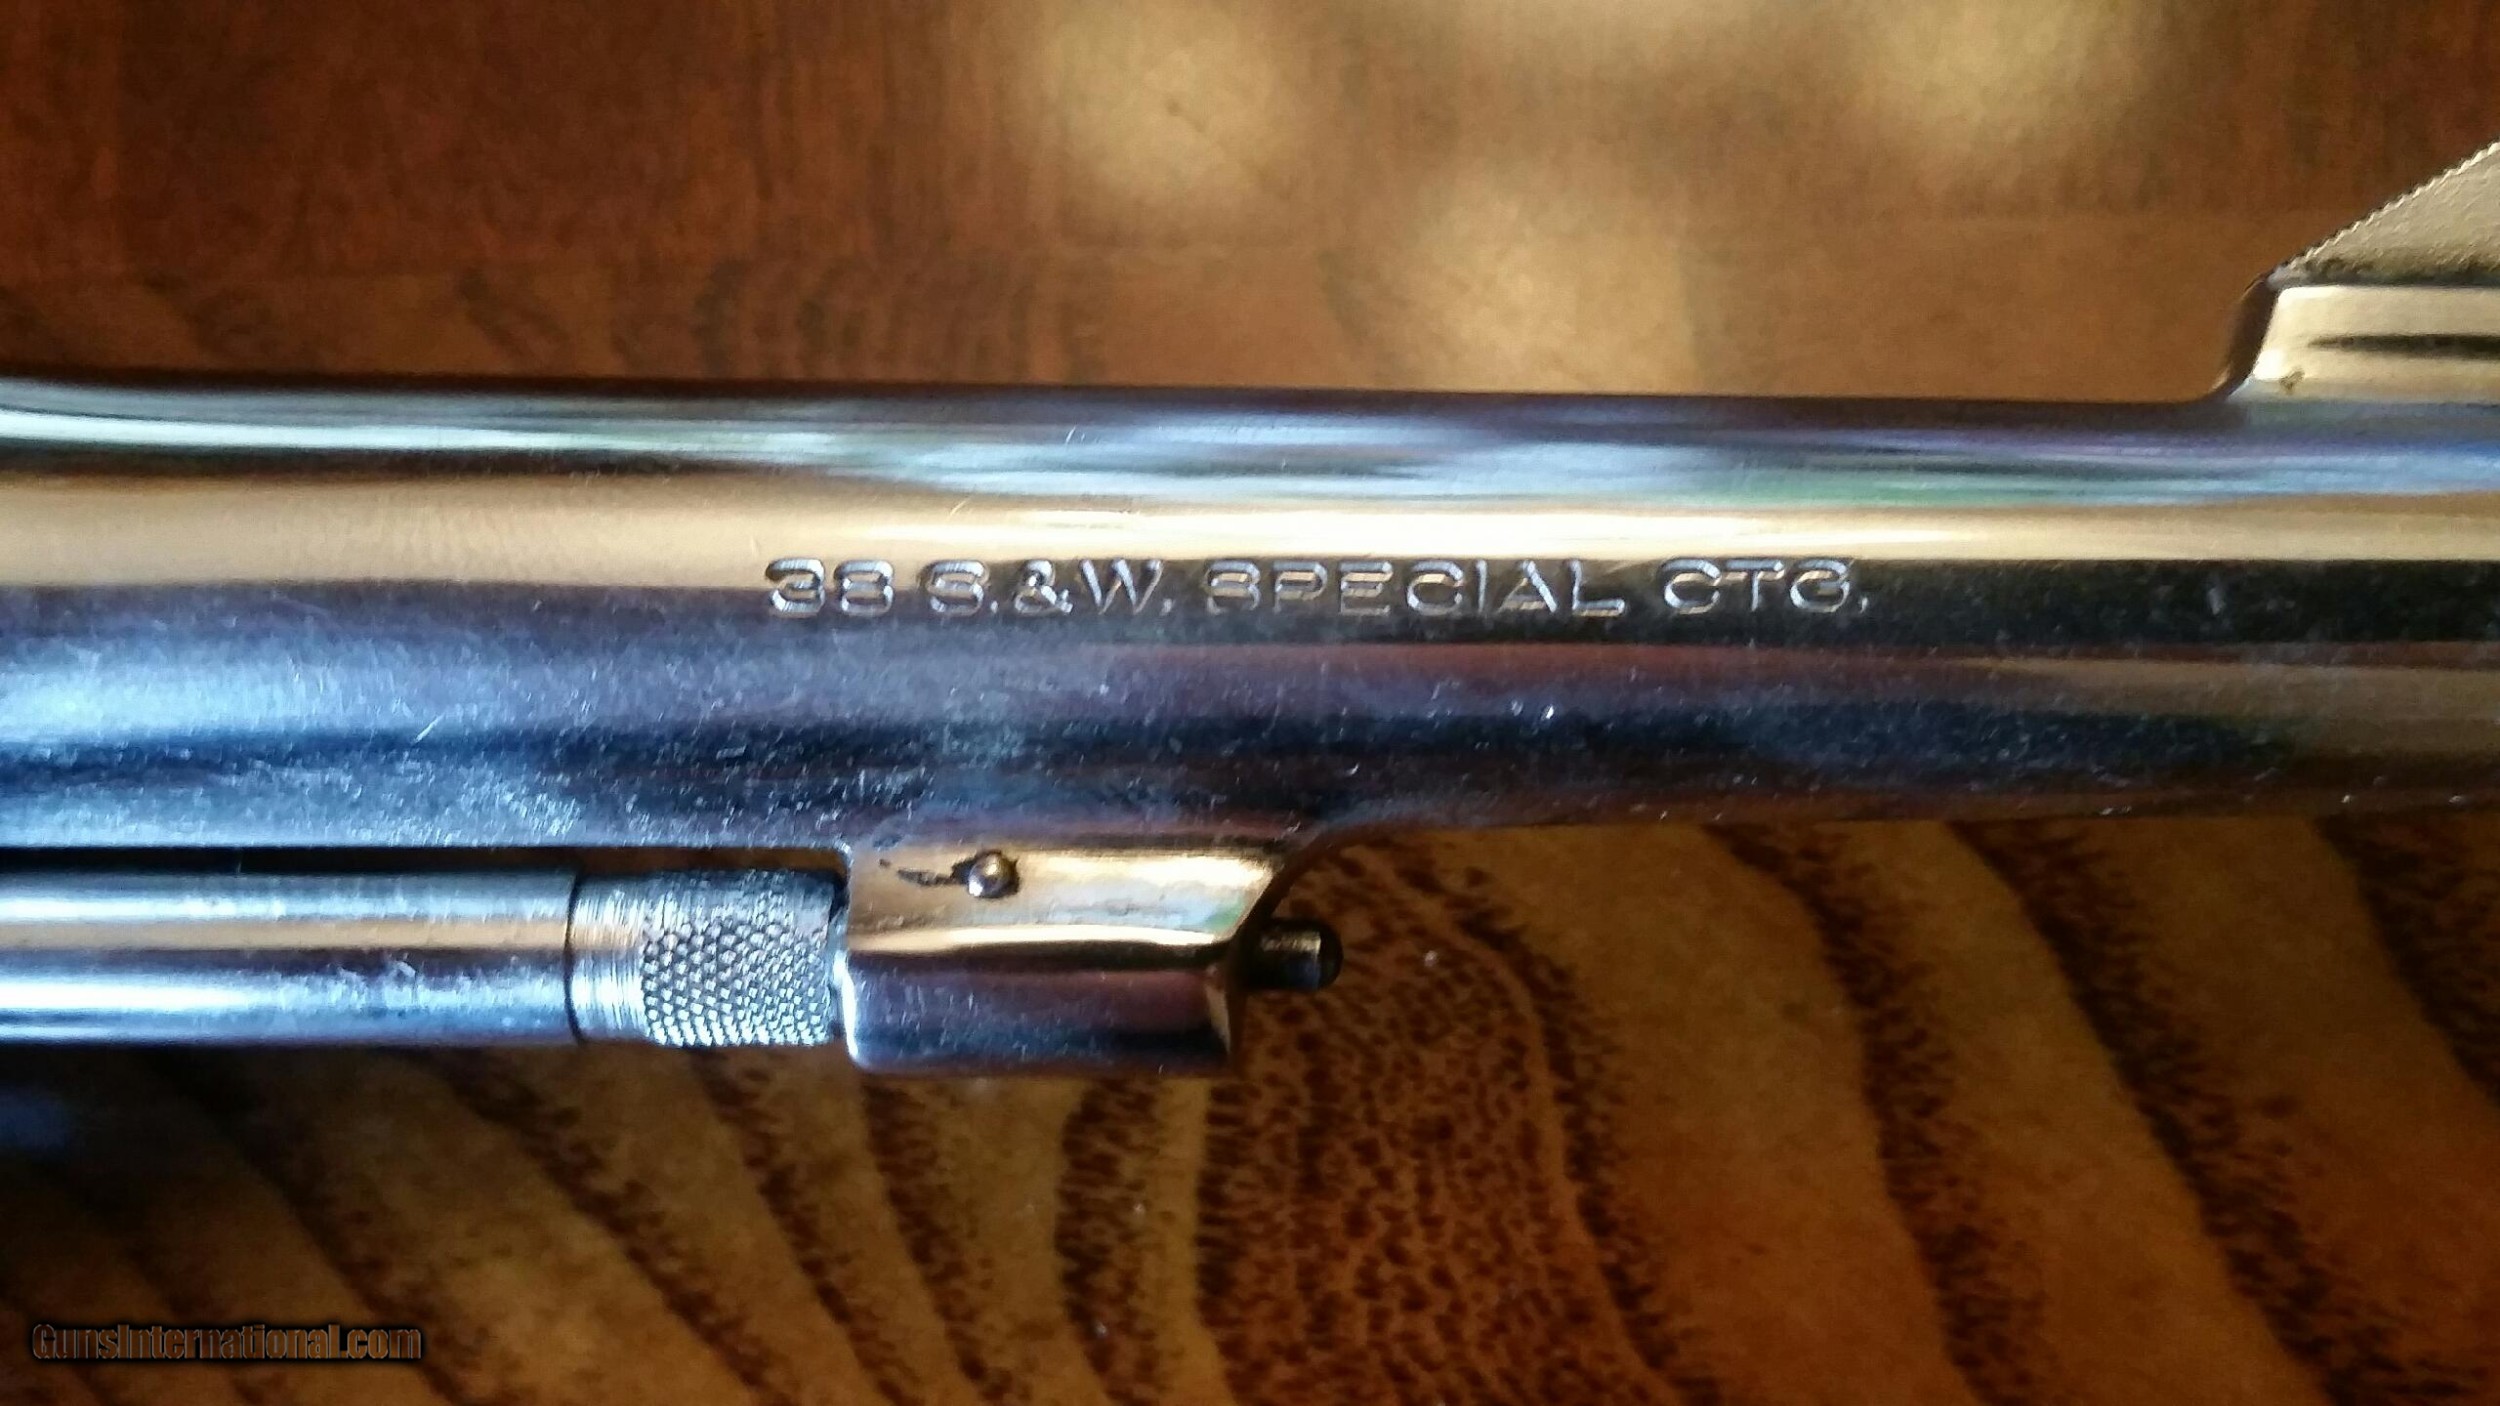 38 S.&W. SPECIAL CTG.
GunsInternational.com